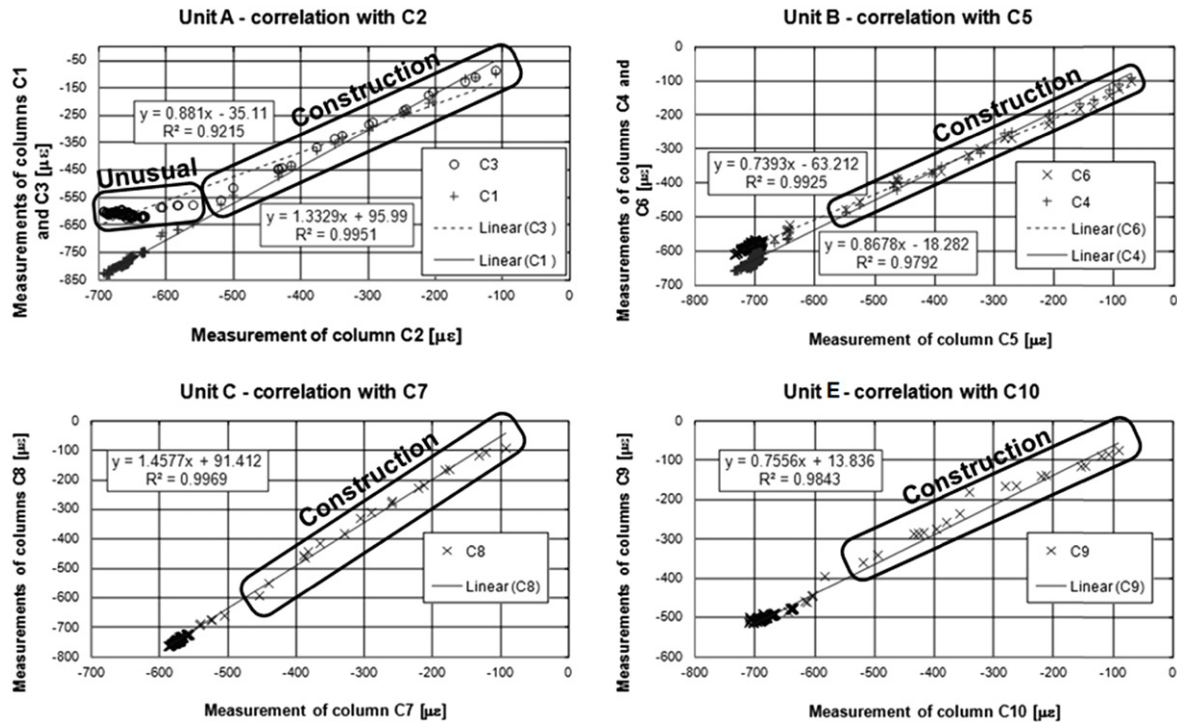 Unit A - correlation with C2
Measurements of columns C1
and C3 [με]
-50
-150
-250
-350
-450
-550
-650
-750
-850
Construction
Unusual
y = 0.881x - 35.11
R² = 0.9215
y = 1.3329x + 95.99
R² = 0.9951
C3
C1
Linear (C3 )
Linear (C1 )
-700
-600
-500
-400
-300
-200
-100
0
Measurement of column C2 [με]
Unit B - correlation with C5
Measurements of columns C4 and
C6 [με]
0
-100
-200
-300
-400
-500
-600
-700
Construction
y = 0.7393x - 63.212
R² = 0.9925
y = 0.8678x - 18.282
R² = 0.9792
C6
C4
Linear (C6)
Linear (C4)
-800
-700
-600
-500
-400
-300
-200
-100
0
Measurement of column C5 [με]
Unit C - correlation with C7
Measurements of columns C8 [με]
0
-100
-200
-300
-400
-500
-600
-700
-800
Construction
y = 1.4577x + 91.412
R² = 0.9969
C8
Linear (C8)
-700
-600
-500
-400
-300
-200
-100
0
Measurement of column C7 [με]
Unit E - correlation with C10
Measurements of columns C9 [με]
0
-100
-200
-300
-400
-500
-600
Construction
y = 0.7556x + 13.836
R² = 0.9843
C9
Linear (C9)
-800
-700
-600
-500
-400
-300
-200
-100
0
Measurement of column C10 [με]